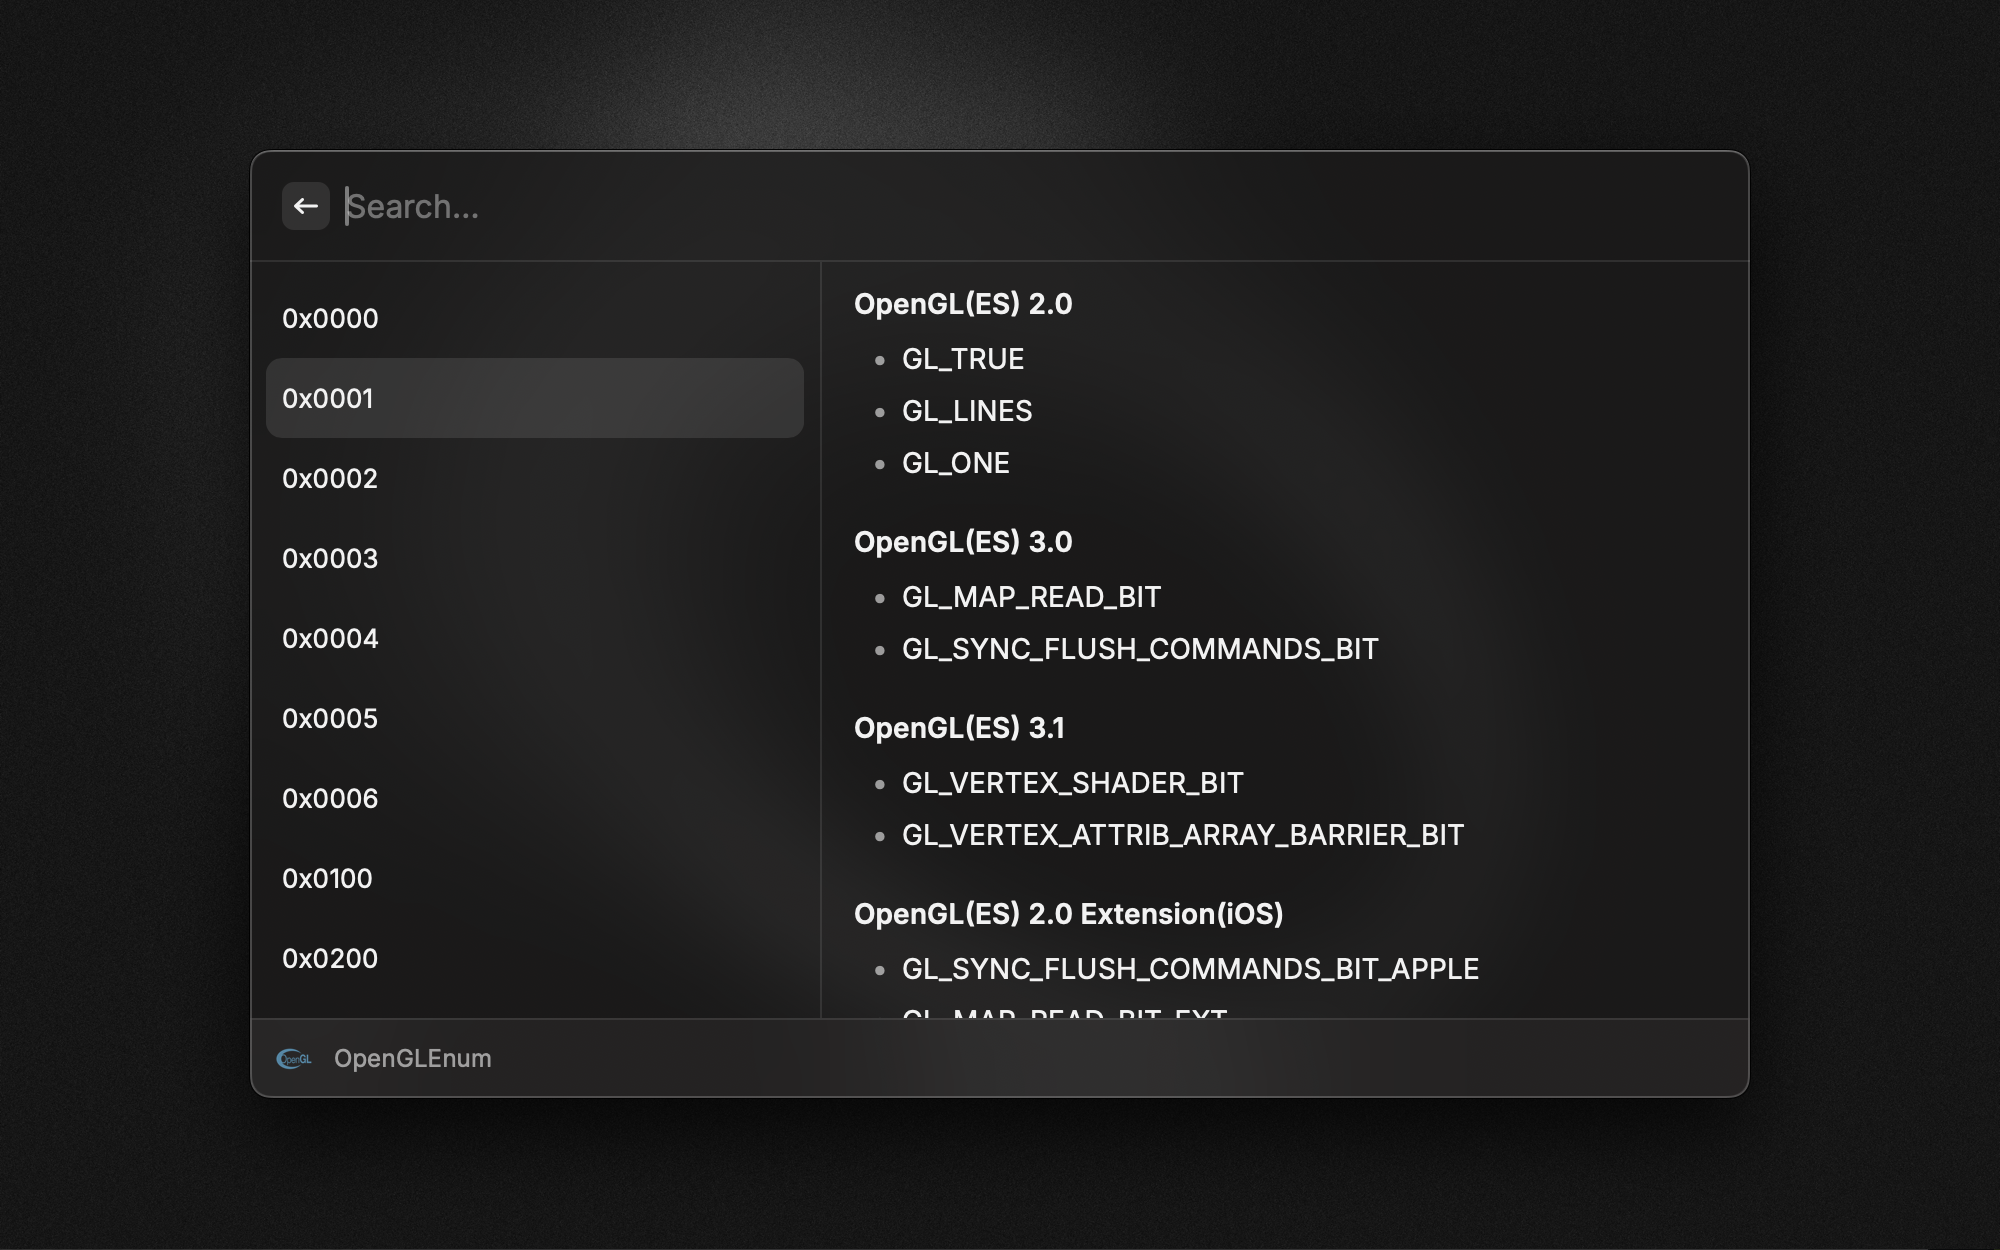 Search...
0x0000
0x0001
0x0002
0x0003
0x0004
0x0005
0x0006
0x0100
0x0200
OpenGL(ES) 2.0
GL_TRUE
GL_LINES
GL_ONE
OpenGL(ES) 3.0
GL_MAP_READ_BIT
GL_SYNC_FLUSH_COMMANDS_BIT
OpenGL(ES) 3.1
GL_VERTEX_SHADER_BIT
GL_VERTEX_ATTRIB_ARRAY_BARRIER_BIT
OpenGL(ES) 2.0 Extension(iOS)
GL_SYNC_FLUSH_COMMANDS_BIT_APPLE
GL_MAP_READ_BIT_EXT
OpenGL
OpenGLEnum